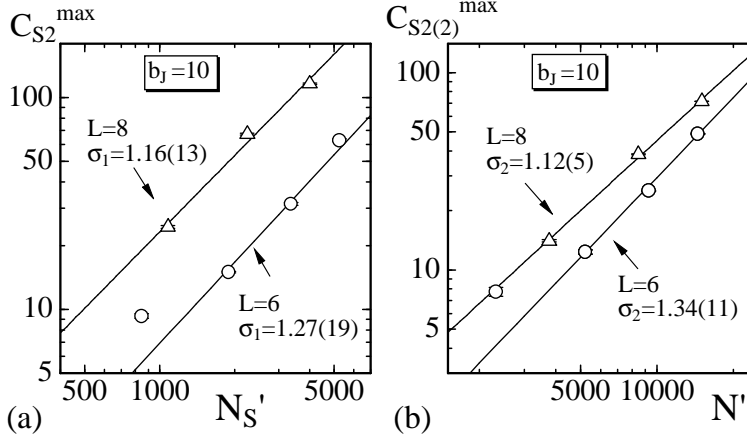 C_S2^max
b_J=10
100
50
10
5
L=8
σ_1=1.16(13)
L=6
σ_1=1.27(19)
500
1000
5000
N_S'
(a)
C_S2(2)^max
b_J=10
100
50
10
5
L=8
σ_2=1.12(5)
L=6
σ_2=1.34(11)
5000
10000
N'
(b)